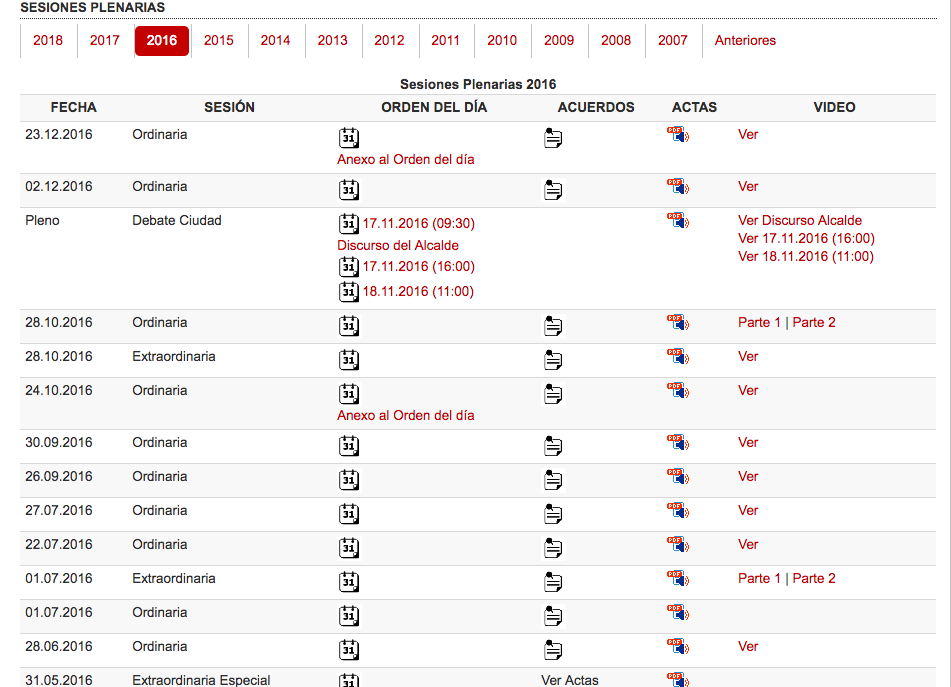 SESIONES PLENARIAS
2018 2017 2016 2015 2014 2013 2012 2011 2010 2009 2008 2007 Anteriores
Sesiones Plenarias 2016
FECHA SESIÓN ORDEN DEL DÍA ACUERDOS ACTAS VIDEO
23.12.2016 Ordinaria 31 PDF Ver
Anexo al Orden del día
02.12.2016 Ordinaria 31 PDF Ver
Pleno Debate Ciudad 31 17.11.2016 (09:30) PDF Ver Discurso Alcalde
Discurso del Alcalde Ver 17.11.2016 (16:00)
31 17.11.2016 (16:00) Ver 18.11.2016 (11:00)
31 18.11.2016 (11:00)
28.10.2016 Ordinaria 31 PDF Parte 1 | Parte 2
28.10.2016 Extraordinaria 31 PDF Ver
24.10.2016 Ordinaria 31 PDF Ver
Anexo al Orden del día
30.09.2016 Ordinaria 31 PDF Ver
26.09.2016 Ordinaria 31 PDF Ver
27.07.2016 Ordinaria 31 PDF Ver
22.07.2016 Ordinaria 31 PDF Ver
01.07.2016 Extraordinaria 31 PDF Parte 1 | Parte 2
01.07.2016 Ordinaria 31 PDF
28.06.2016 Ordinaria 31 PDF Ver
31.05.2016 Extraordinaria Especial 31 Ver Actas PDF